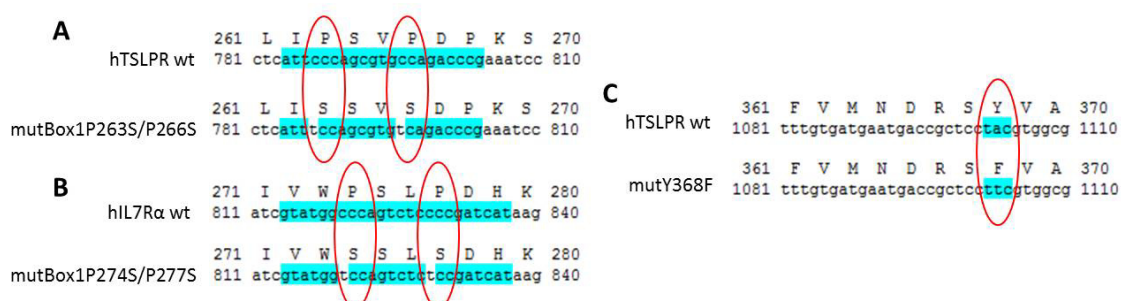 A
261 L I P S V P D P K S 270
hTSLPR wt
781 ctcattcccagcgtgccagacccgaaatcc 810
261 L I S S V S D P K S 270
mutBox1P263S/P266S
781 ctcatttccagcgtgtcagacccgaaatcc 810
B
271 I V W P S L P D H K 280
hIL7Rα wt
811 atcgtatggcccagtctccccgatcataag 840
271 I V W S S L S D H K 280
mutBox1P274S/P277S
811 atcgtatggtccagtctctccgatcataag 840
C
361 F V M N D R S Y V A 370
hTSLPR wt
1081 tttgtgatgaatgaccgctcctacgtggcg 1110
361 F V M N D R S F V A 370
mutY368F
1081 tttgtgatgaatgaccgctccttcgtggcg 1110